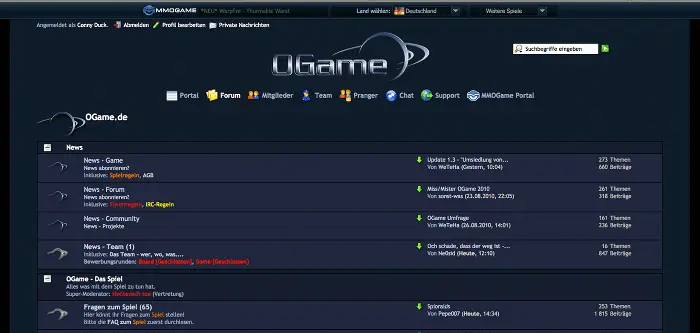 MMOGAME *NEU* Warpfire - Thurmable Wand Land wählen: Deutschland Weitere Spiele
Angemeldet als Conny Duck. Abmelden Profil bearbeiten Private Nachrichten
OGame
Suchbegriffe eingeben
Portal Forum Mitglieder Team Pranger Chat Support MMOGame Portal
OGame.de
News
News - Game
News abonnieren?
Inklusive: Spielregeln, AGB
Update 1.3 - "Umsiedlung von...
Von WeTeHa (Gestern, 10:04)
273 Themen
660 Beiträge
News - Forum
News abonnieren?
Inklusive: Forenregeln, IRC-Regeln
Miss/Mister OGame 2010
Von sorot-was (23.08.2010, 22:05)
261 Themen
318 Beiträge
News - Community
News - Projekte
OGame Umfrage
Von WeTeHa (26.08.2010, 14:01)
161 Themen
236 Beiträge
News - Team (1)
Inklusive: Das Team - wer, wo, was....
Bewerbungsrunden: Board [Geschlossen], Game [Geschlossen]
Och schade, dass der weg ist -...
Von NeOsid (Heute, 12:10)
16 Themen
847 Beiträge
OGame - Das Spiel
Alles was mit dem Spiel zu tun hat.
Super-Moderator: (Vertretung)
Fragen zum Spiel (65)
Hier könnt Ihr Fragen zum Spiel stellen!
Bitte die FAQ zum Spiel zuerst durchlesen.
Spioraids
Von Pepe007 (Heute, 14:34)
253 Themen
1 815 Beiträge